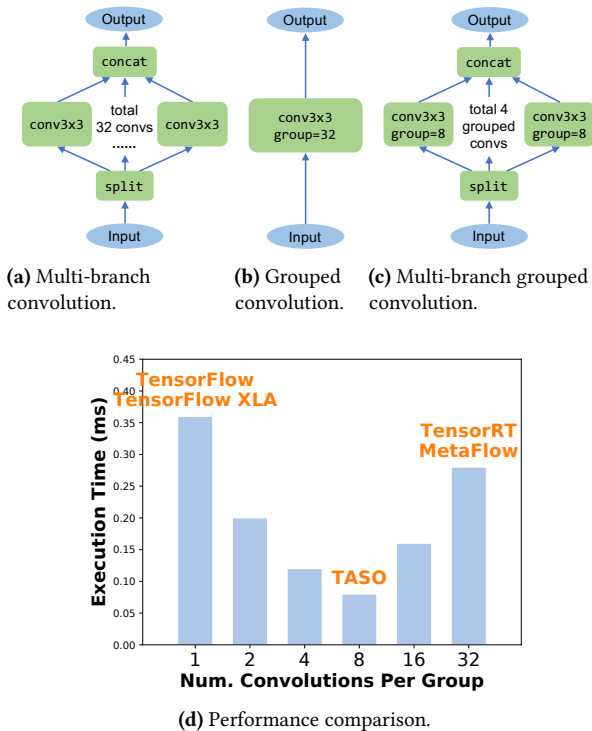 Output
concat
conv3x3
total
32 convs
......
conv3x3
split
Input
(a) Multi-branch
convolution.
Output
conv3x3
group=32
Input
(b) Grouped
convolution.
Output
concat
conv3x3
group=8
total 4
grouped
convs
conv3x3
group=8
split
Input
(c) Multi-branch grouped
convolution.
Execution Time (ms)
0.45
0.40
0.35
0.30
0.25
0.20
0.15
0.10
0.05
0.00
TensorFlow
TensorFlow XLA
TASO
TensorRT
MetaFlow
1 2 4 8 16 32
Num. Convolutions Per Group
(d) Performance comparison.